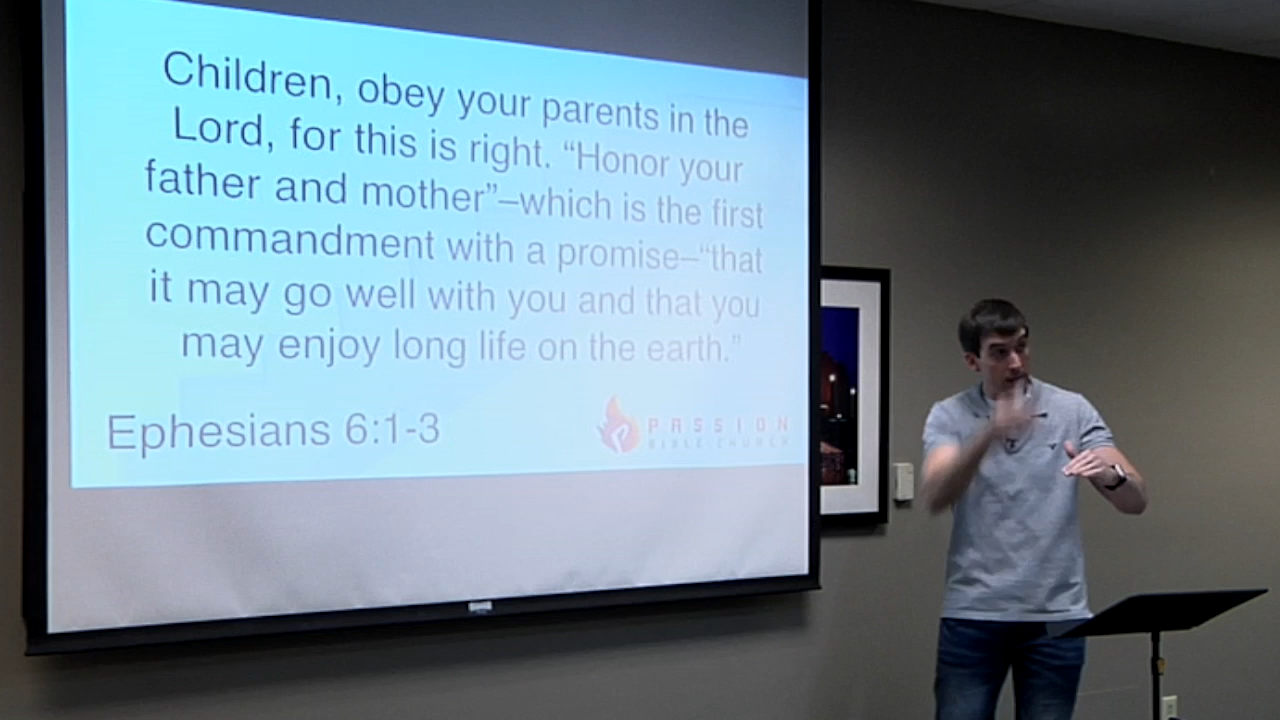 Children, obey your parents in the
Lord, for this is right. “Honor your
father and mother”–which is the first
commandment with a promise–“that
it may go well with you and that you
may enjoy long life on the earth.”
Ephesians 6:1-3
PASSION
BIBLE CHURCH